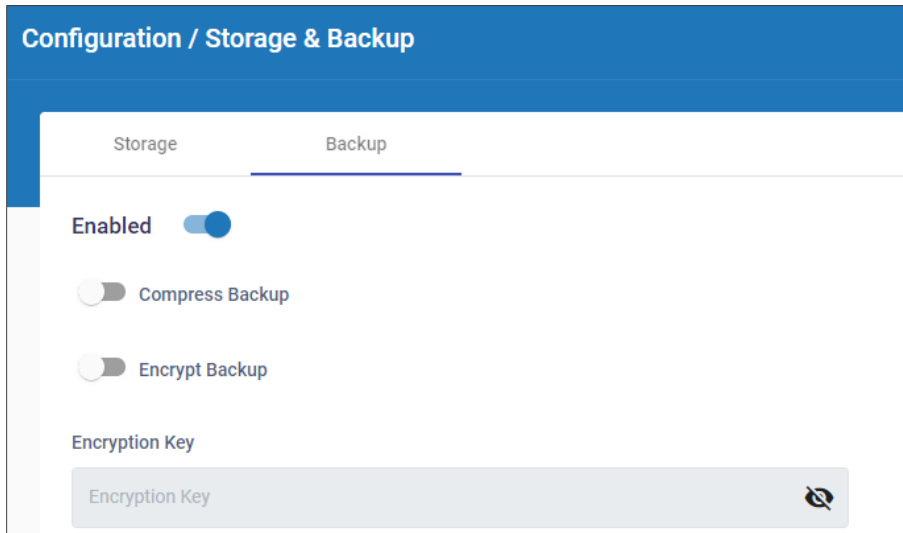 Configuration / Storage & Backup
Storage Backup
Enabled
Compress Backup
Encrypt Backup
Encryption Key
Encryption Key